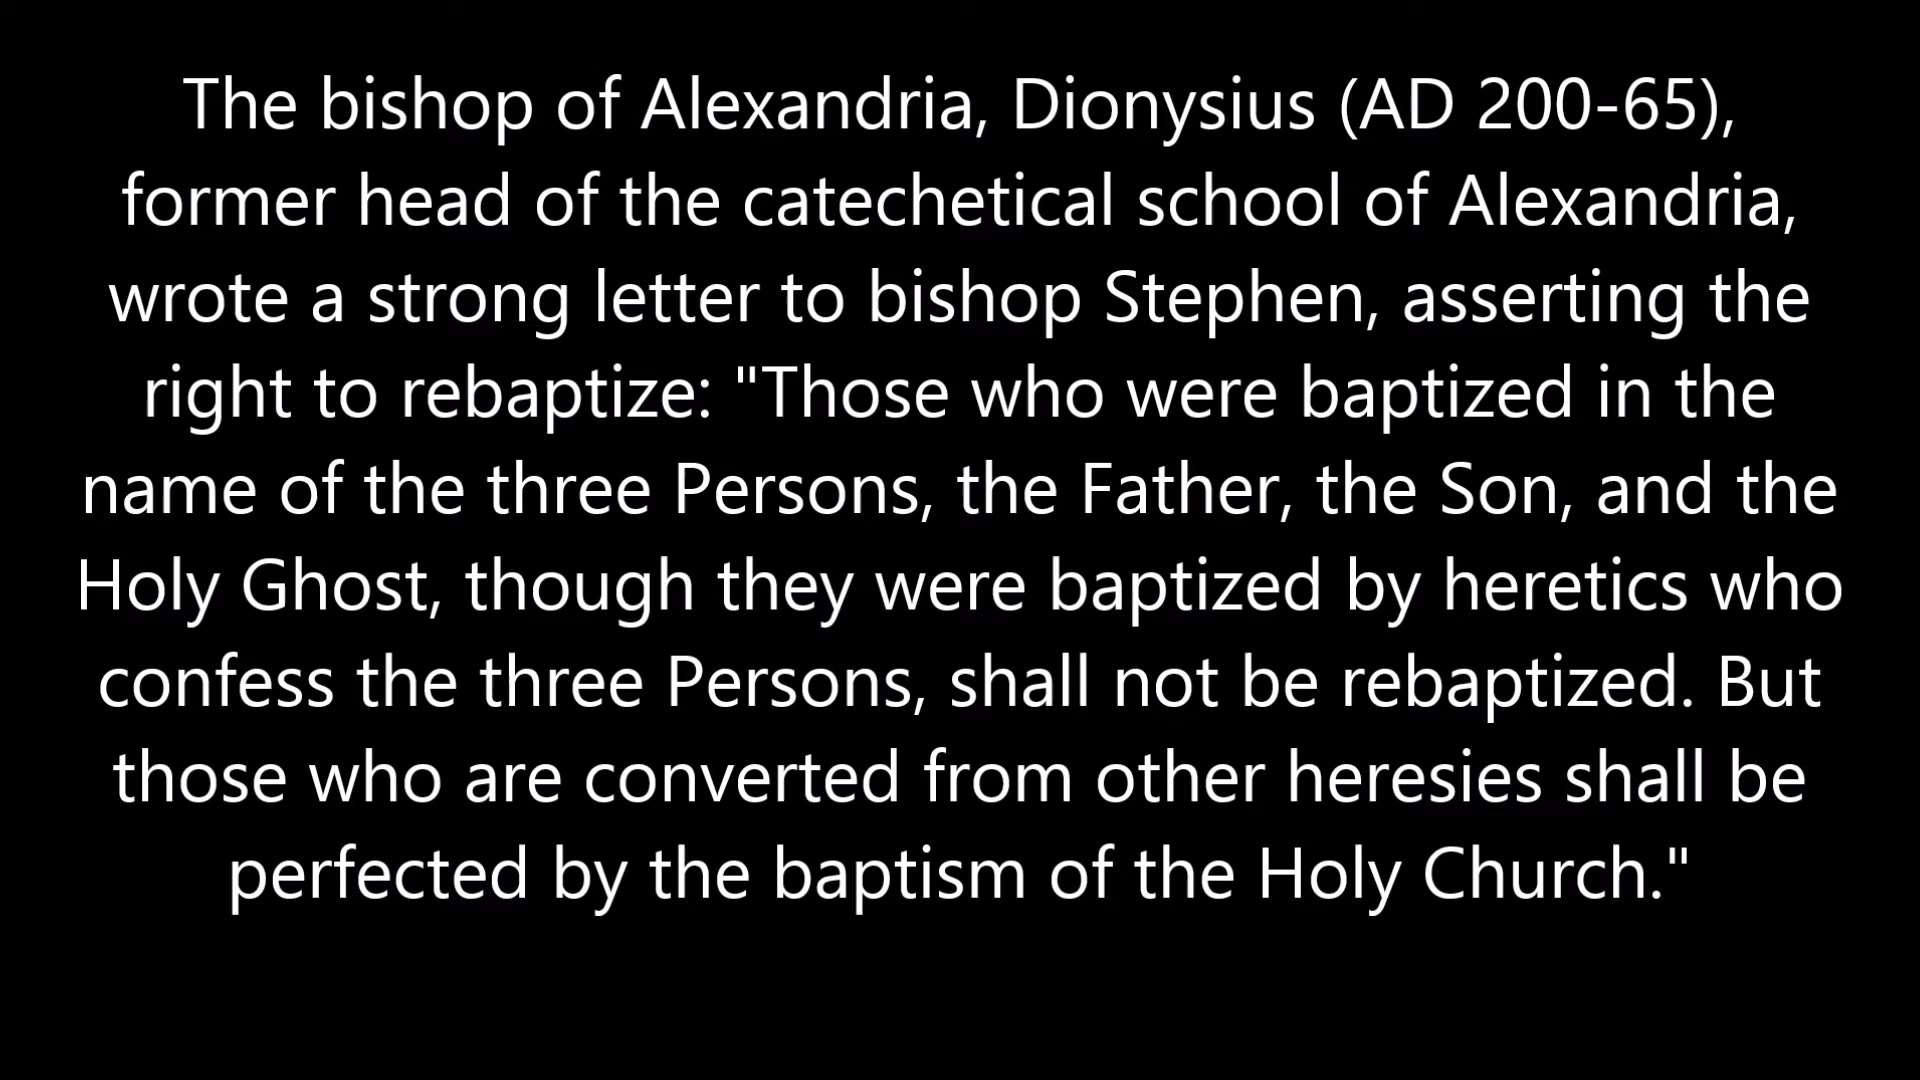 The bishop of Alexandria, Dionysius (AD 200-65),
former head of the catechetical school of Alexandria,
wrote a strong letter to bishop Stephen, asserting the
right to rebaptize: "Those who were baptized in the
name of the three Persons, the Father, the Son, and the
Holy Ghost, though they were baptized by heretics who
confess the three Persons, shall not be rebaptized. But
those who are converted from other heresies shall be
perfected by the baptism of the Holy Church."